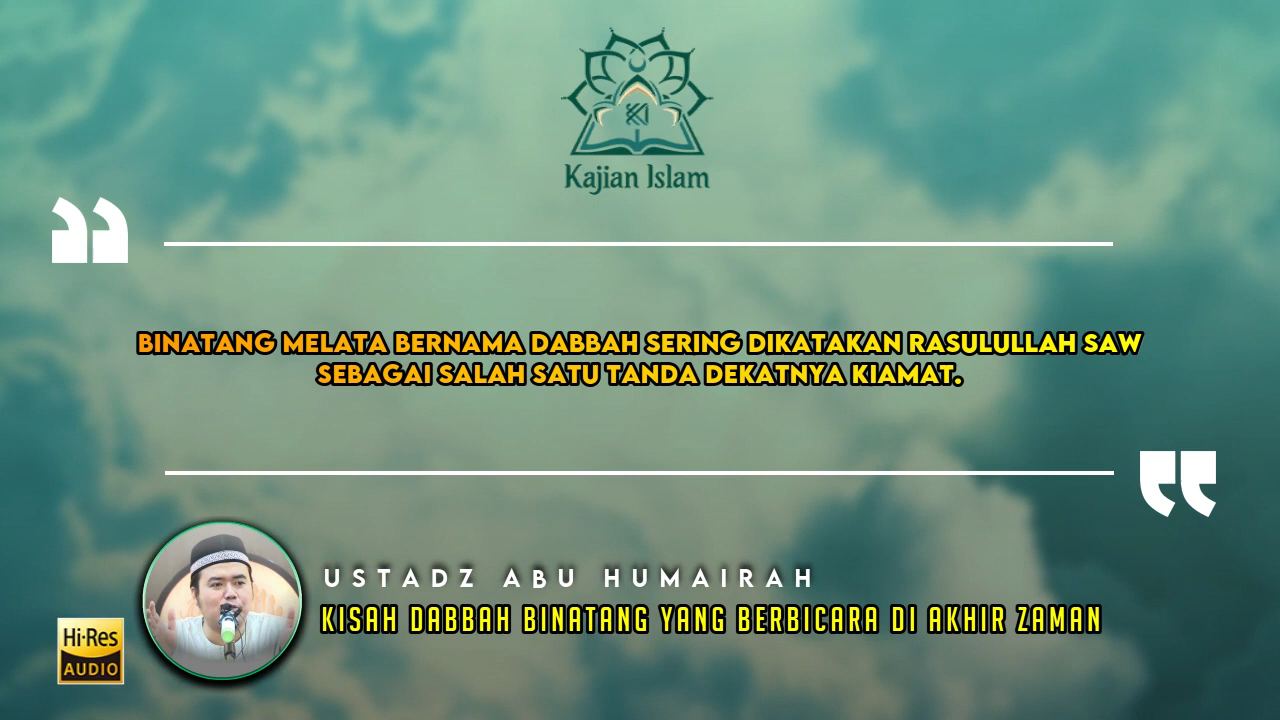 Kajian Islam
BINATANG MELATA BERNAMA DABBAH SERING DIKATAKAN RASULULLAH SAW
SEBAGAI SALAH SATU TANDA DEKATNYA KIAMAT.
USTADZ ABU HUMAIRAH
KISAH DABBAH BINATANG YANG BERBICARA DI AKHIR ZAMAN
Hi-Res
AUDIO